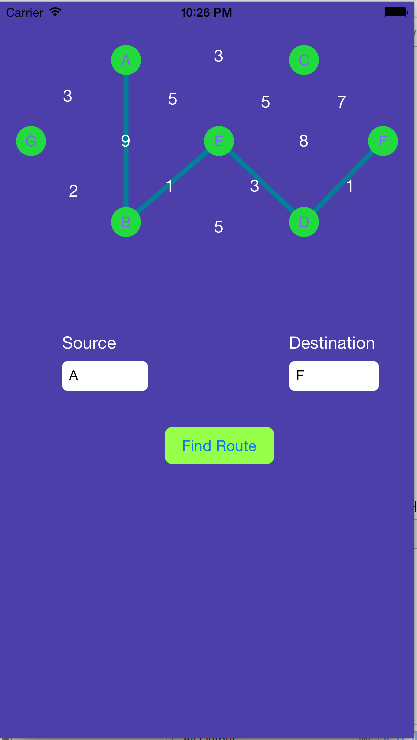 Carrier 10:26 PM
A 3 C
3 5 5 7
G 9 E 8 F
2 1 3 1
B D
5
Source Destination
A F
Find Route